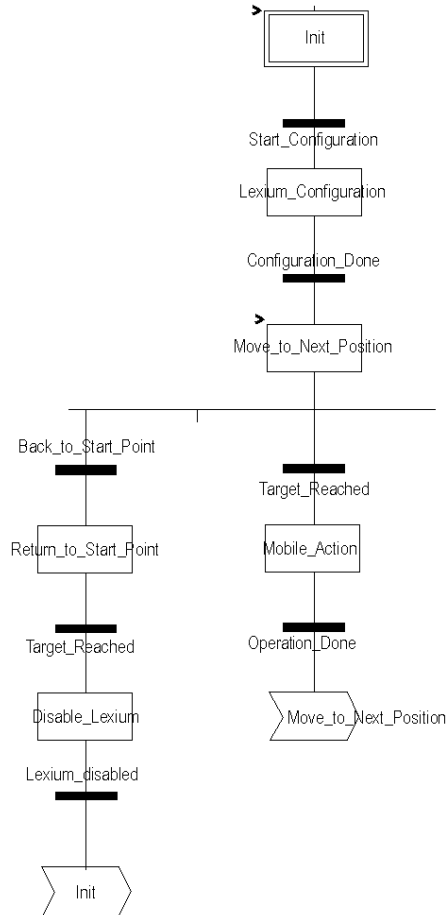 Init
Start_Configuration
Lexium_Configuration
Configuration_Done
Move_to_Next_Position
Back_to_Start_Point
Target_Reached
Return_to_Start_Point
Mobile_Action
Target_Reached
Operation_Done
Disable_Lexium
Move_to_Next_Position
Lexium_disabled
Init